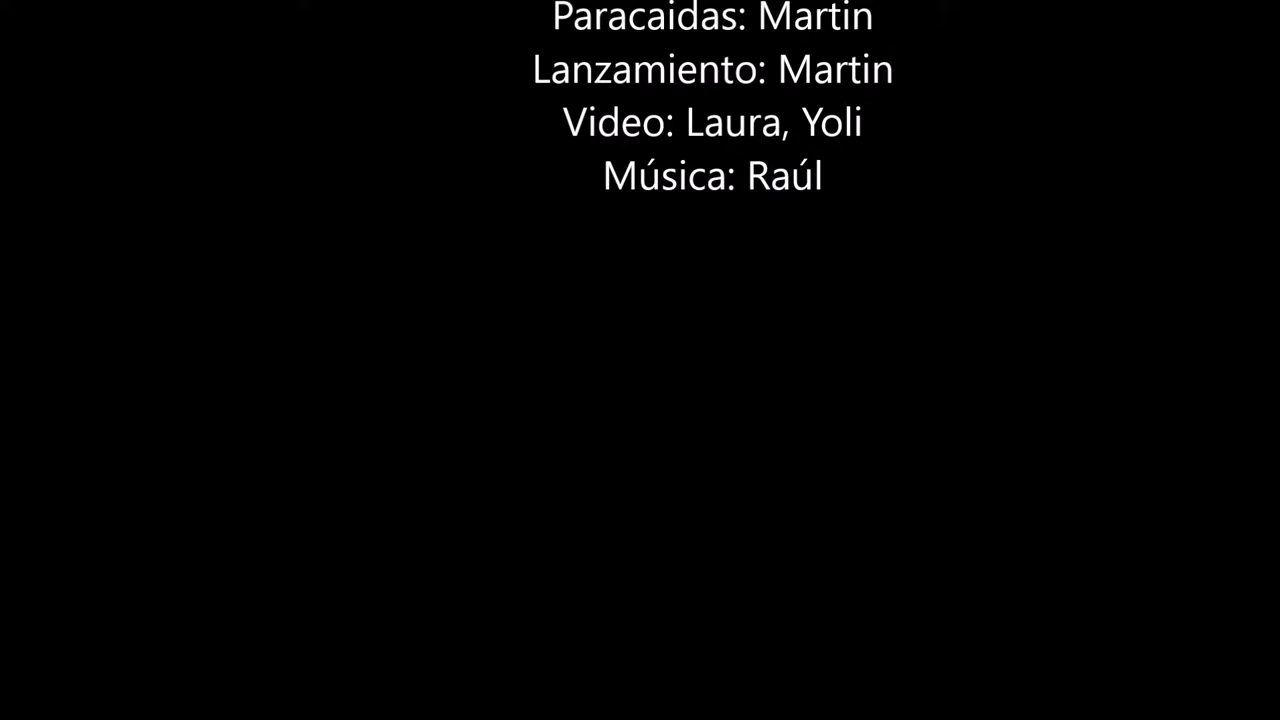 Paracaidas: Martin
Lanzamiento: Martin
Video: Laura, Yoli
Música: Raúl